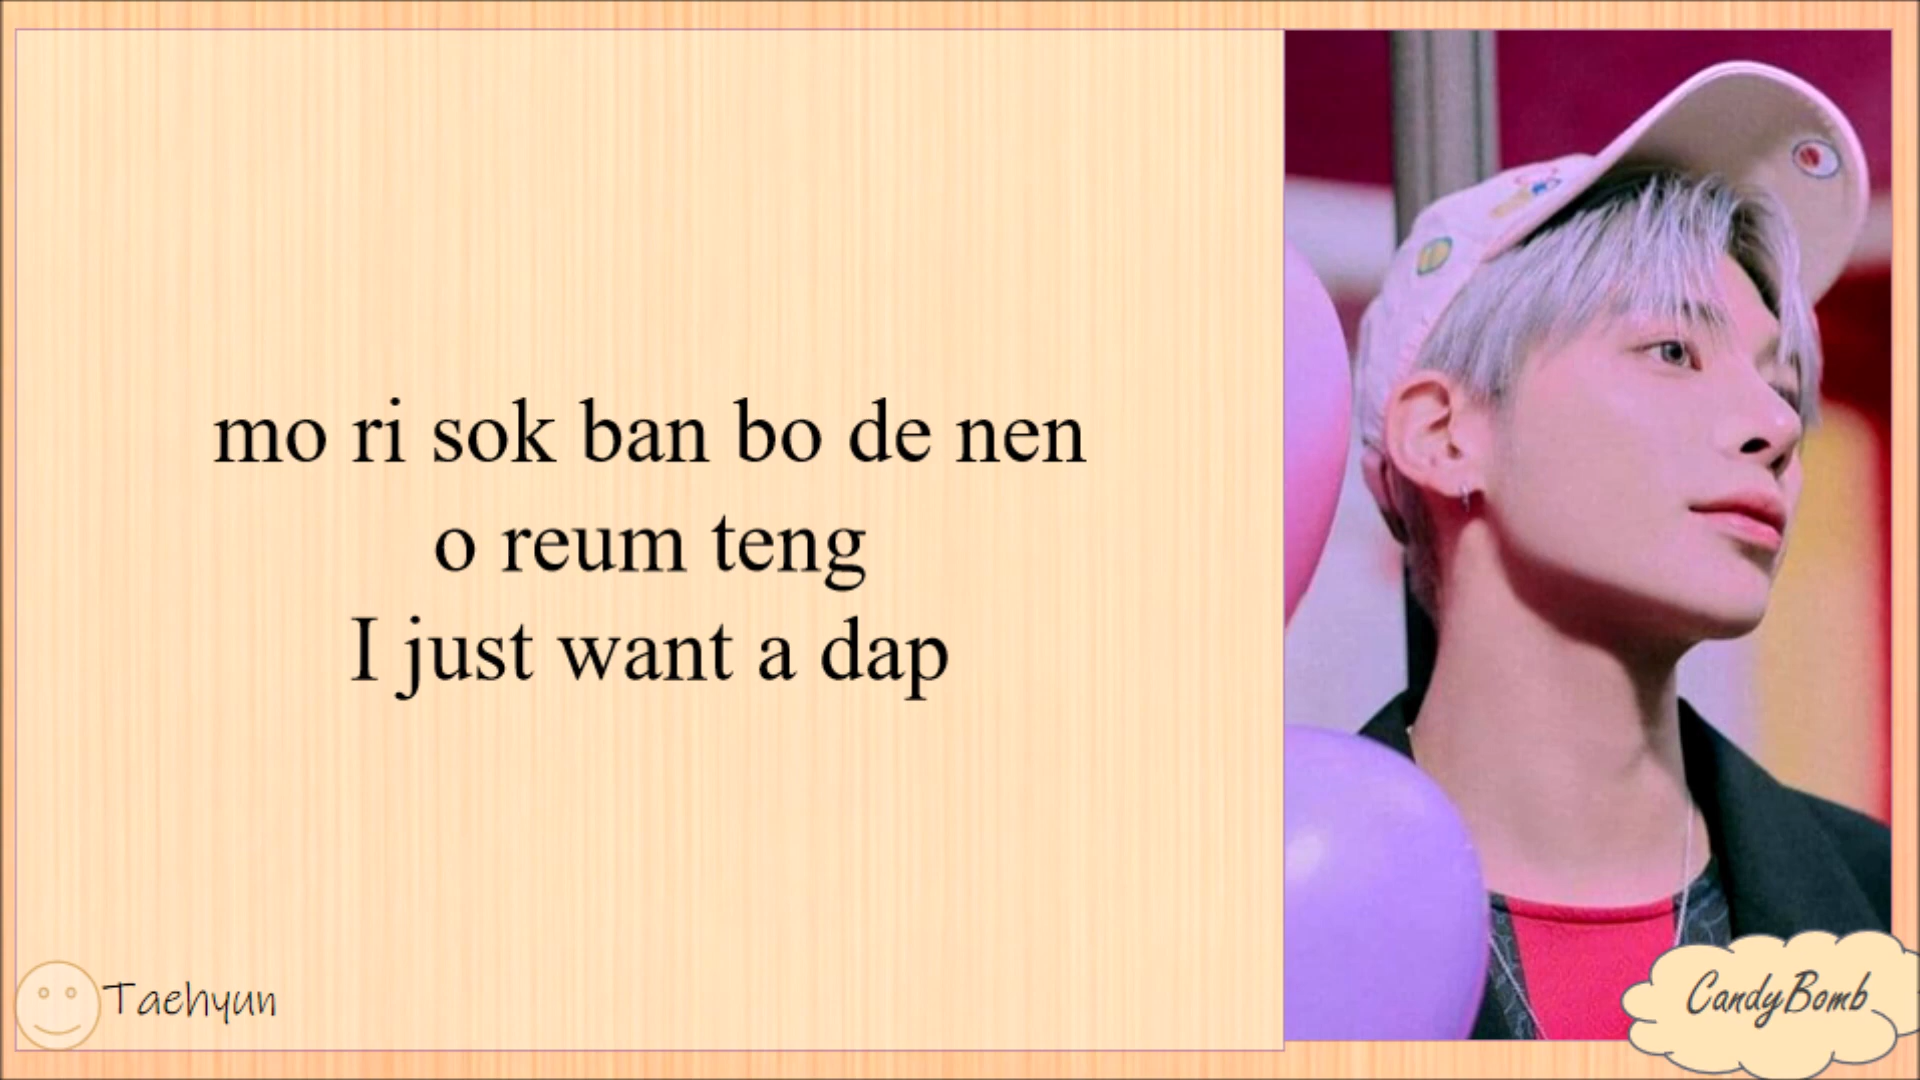 mo ri sok ban bo de nen
o reum teng
I just want a dap
Taehyun
CandyBomb